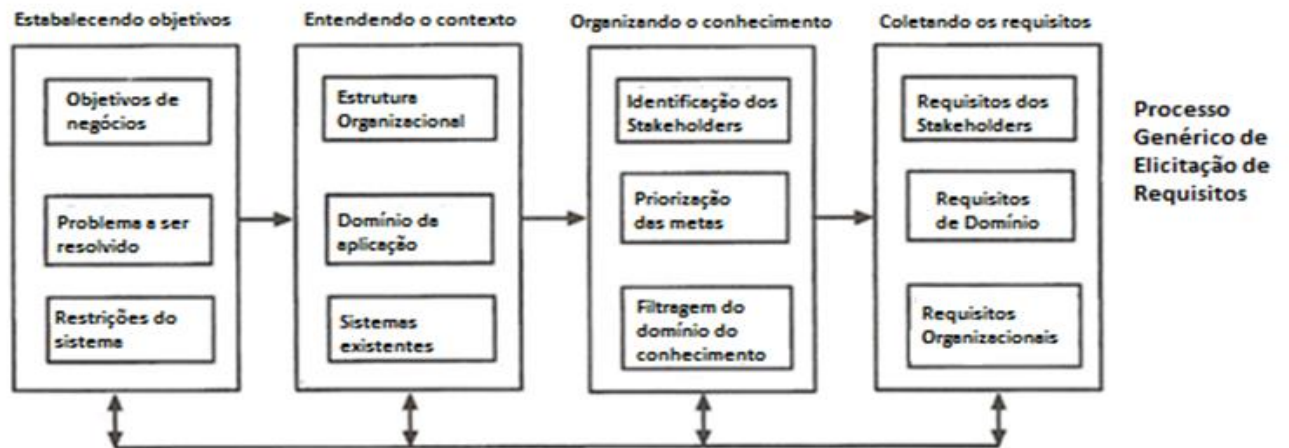 Estabelecendo objetivos
Entendendo o contexto
Organizando o conhecimento
Coletando os requisitos
Objetivos de
negócios
Problema a ser
resolvido
Restrições do
sistema
Estrutura
Organizacional
Domínio da
aplicação
Sistemas
existentes
Identificação dos
Stakeholders
Priorização
das metas
Filtragem do
domínio do
conhecimento
Requisitos dos
Stakeholders
Requisitos
de Domínio
Requisitos
Organizacionais
Processo
Genérico de
Elicitação de
Requisitos